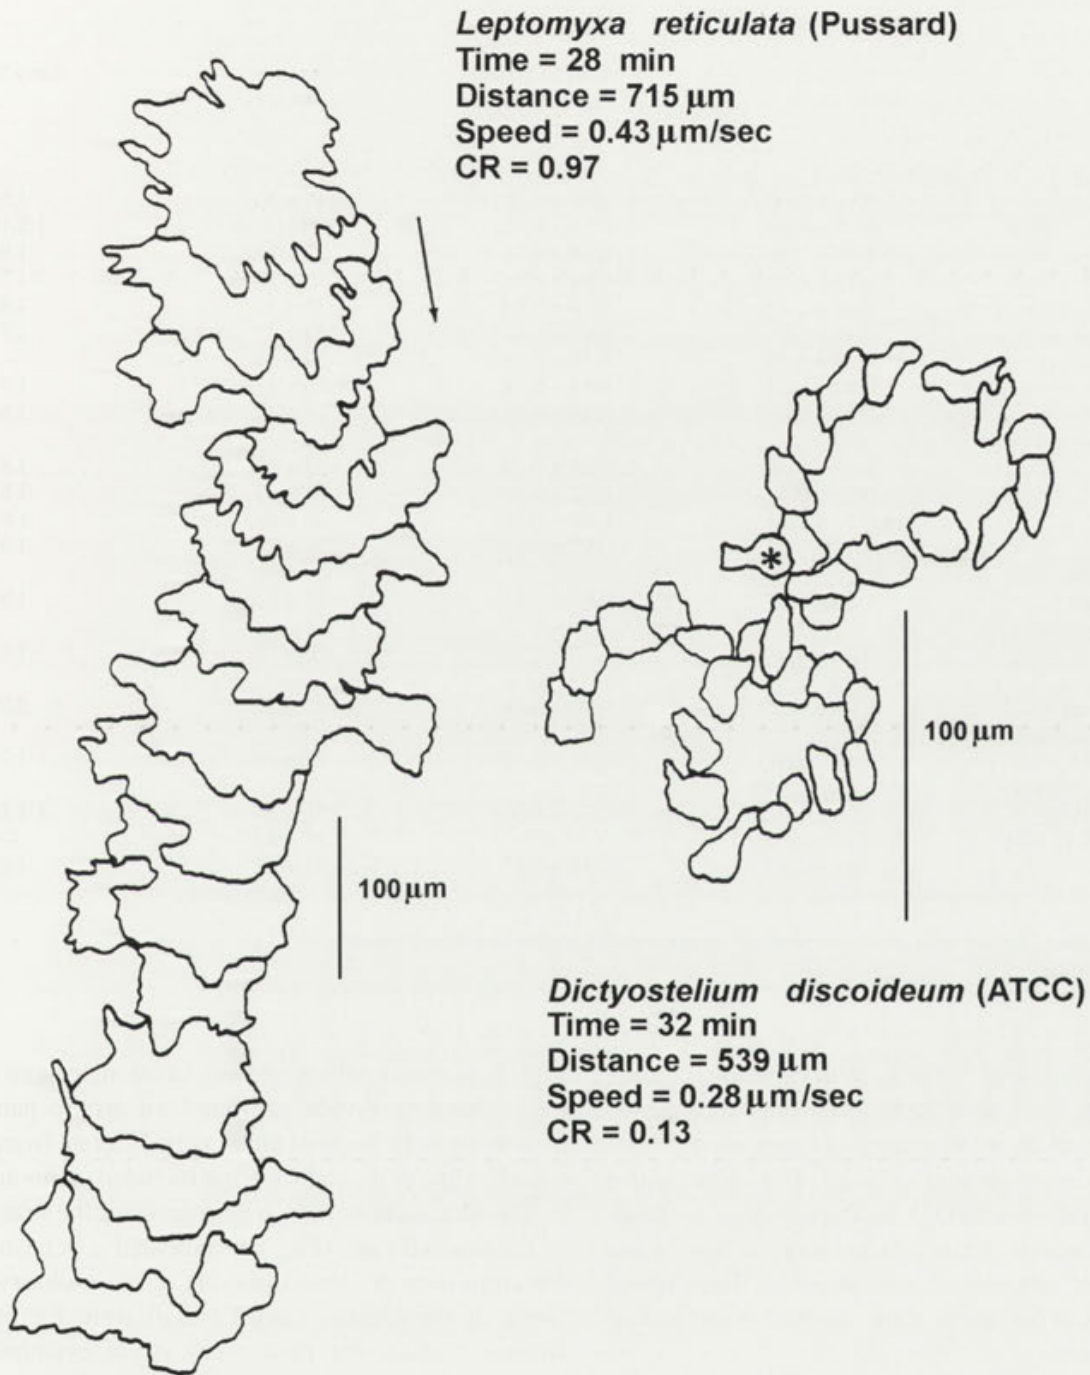 Leptomyxa reticulata (Pussard)
Time = 28 min
Distance = 715 μm
Speed = 0.43 μm/sec
CR = 0.97
*
100 μm
100 μm
Dictyostelium discoideum (ATCC)
Time = 32 min
Distance = 539 μm
Speed = 0.28 μm/sec
CR = 0.13